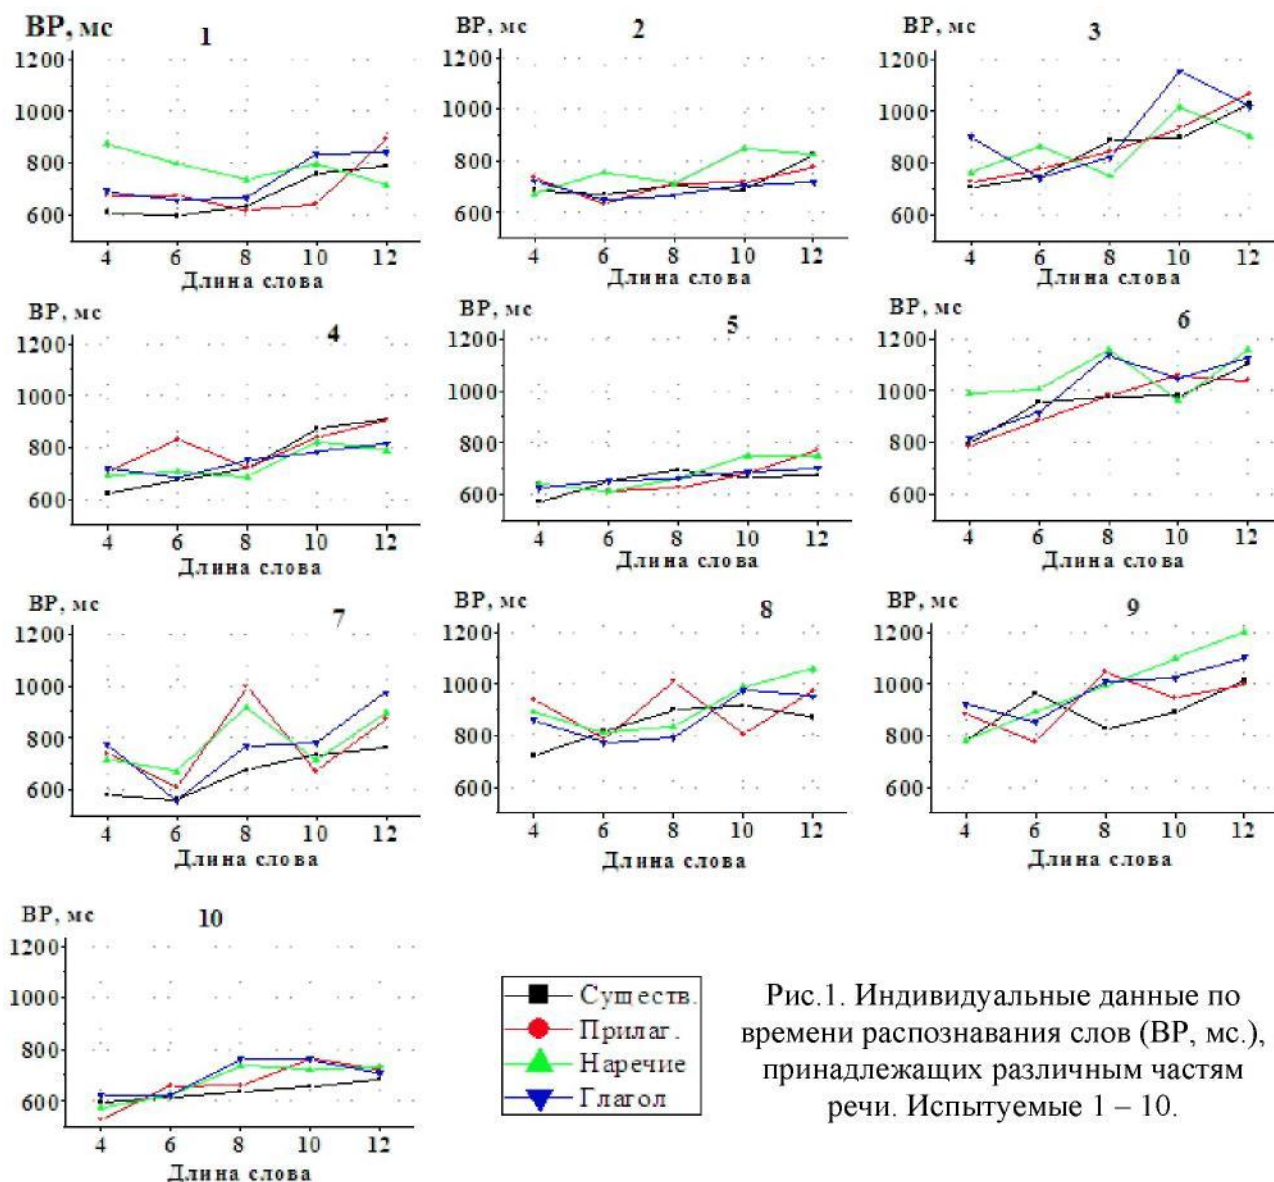 ВР, мс
1
1200
1000
800
600
4 6 8 10 12
Длина слова
ВР, мс
2
1200
1000
800
600
4 6 8 10 12
Длина слова
ВР, мс
3
1200
1000
800
600
4 6 8 10 12
Длина слова
ВР, мс
4
1200
1000
800
600
4 6 8 10 12
Длина слова
ВР, мс
5
1200
1000
800
600
4 6 8 10 12
Длина слова
ВР, мс
6
1200
1000
800
600
4 6 8 10 12
Длина слова
ВР, мс
7
1200
1000
800
600
4 6 8 10 12
Длина слова
ВР, мс
8
1200
1000
800
600
4 6 8 10 12
Длина слова
ВР, мс
9
1200
1000
800
600
4 6 8 10 12
Длина слова
ВР, мс
10
1200
1000
800
600
4 6 8 10 12
Длина слова
Существ.
Прилаг.
Наречие
Глагол
Рис.1. Индивидуальные данные по
времени распознавания слов (ВР, мс.),
принадлежащих различным частям
речи. Испытуемые 1 – 10.